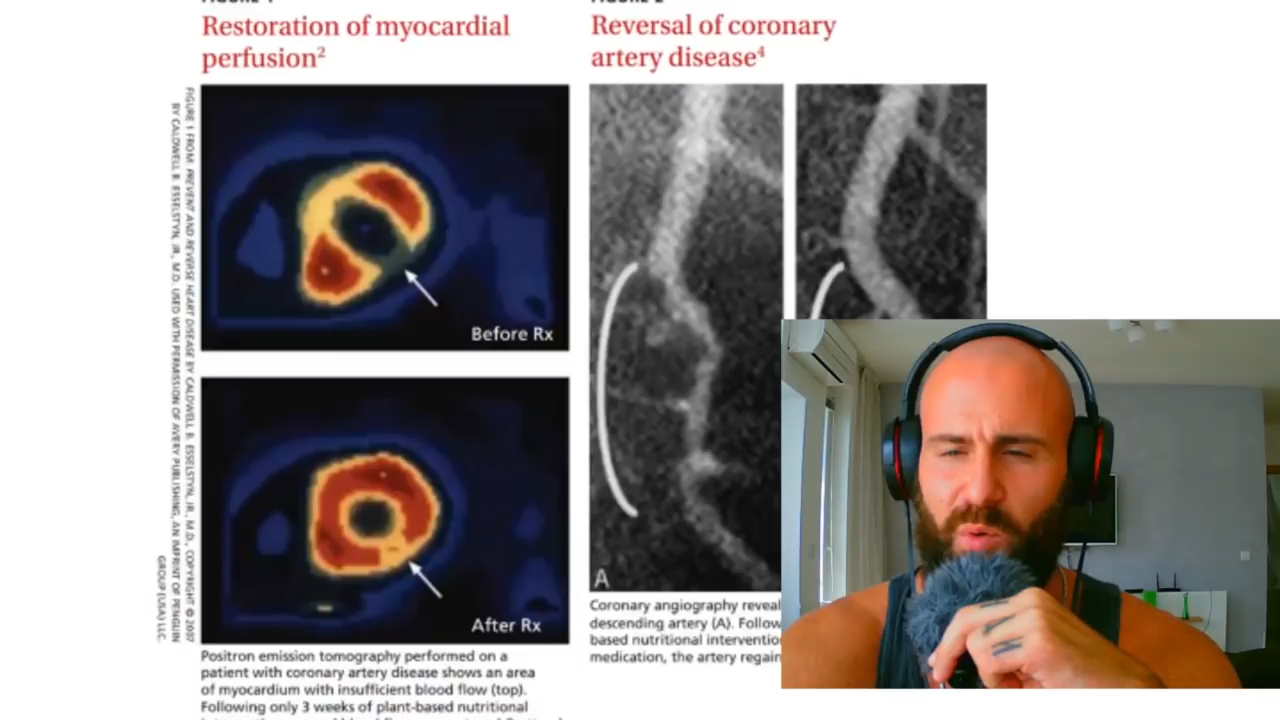 Restoration of myocardial
perfusion²
Before Rx
After Rx
Positron emission tomography performed on a
patient with coronary artery disease shows an area
of myocardium with insufficient blood flow (top).
Following only 3 weeks of plant-based nutritional
FIGURE 1 FROM: PREVENT AND REVERSE HEART DISEASE BY CALDWELL B. ESSELSTYN, JR., M.D., COPYRIGHT © 2007
BY CALDWELL B. ESSELSTYN, JR., M.D. USED WITH PERMISSION OF AVERY PUBLISHING, AN IMPRINT OF PENGUIN
GROUP (USA) LLC.
Reversal of coronary
artery disease⁴
A
Coronary angiography reveal
descending artery (A). Follow
based nutritional interventio
medication, the artery regain